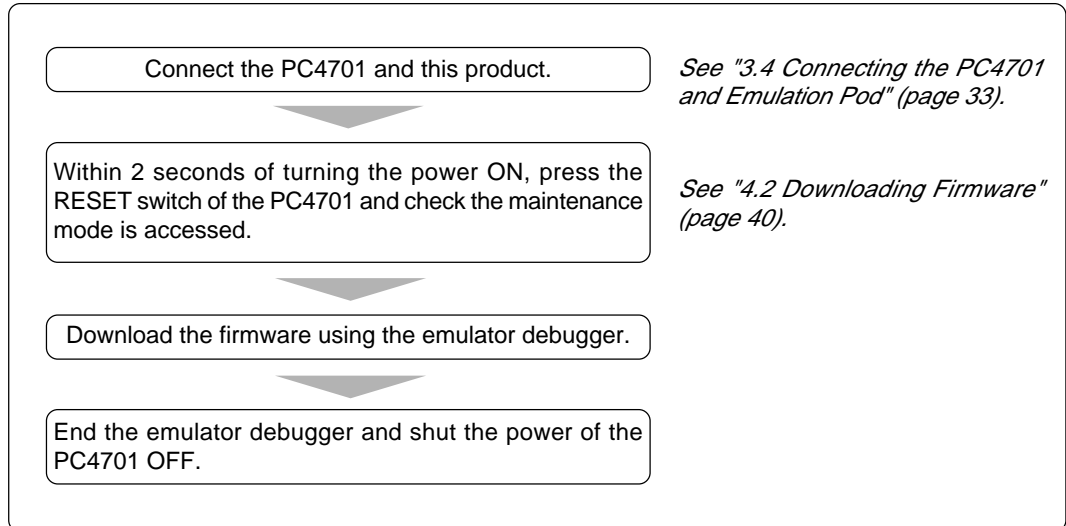 Connect the PC4701 and this product.
See "3.4 Connecting the PC4701
and Emulation Pod" (page 33).
Within 2 seconds of turning the power ON, press the
RESET switch of the PC4701 and check the maintenance
mode is accessed.
See "4.2 Downloading Firmware"
(page 40).
Download the firmware using the emulator debugger.
End the emulator debugger and shut the power of the
PC4701 OFF.